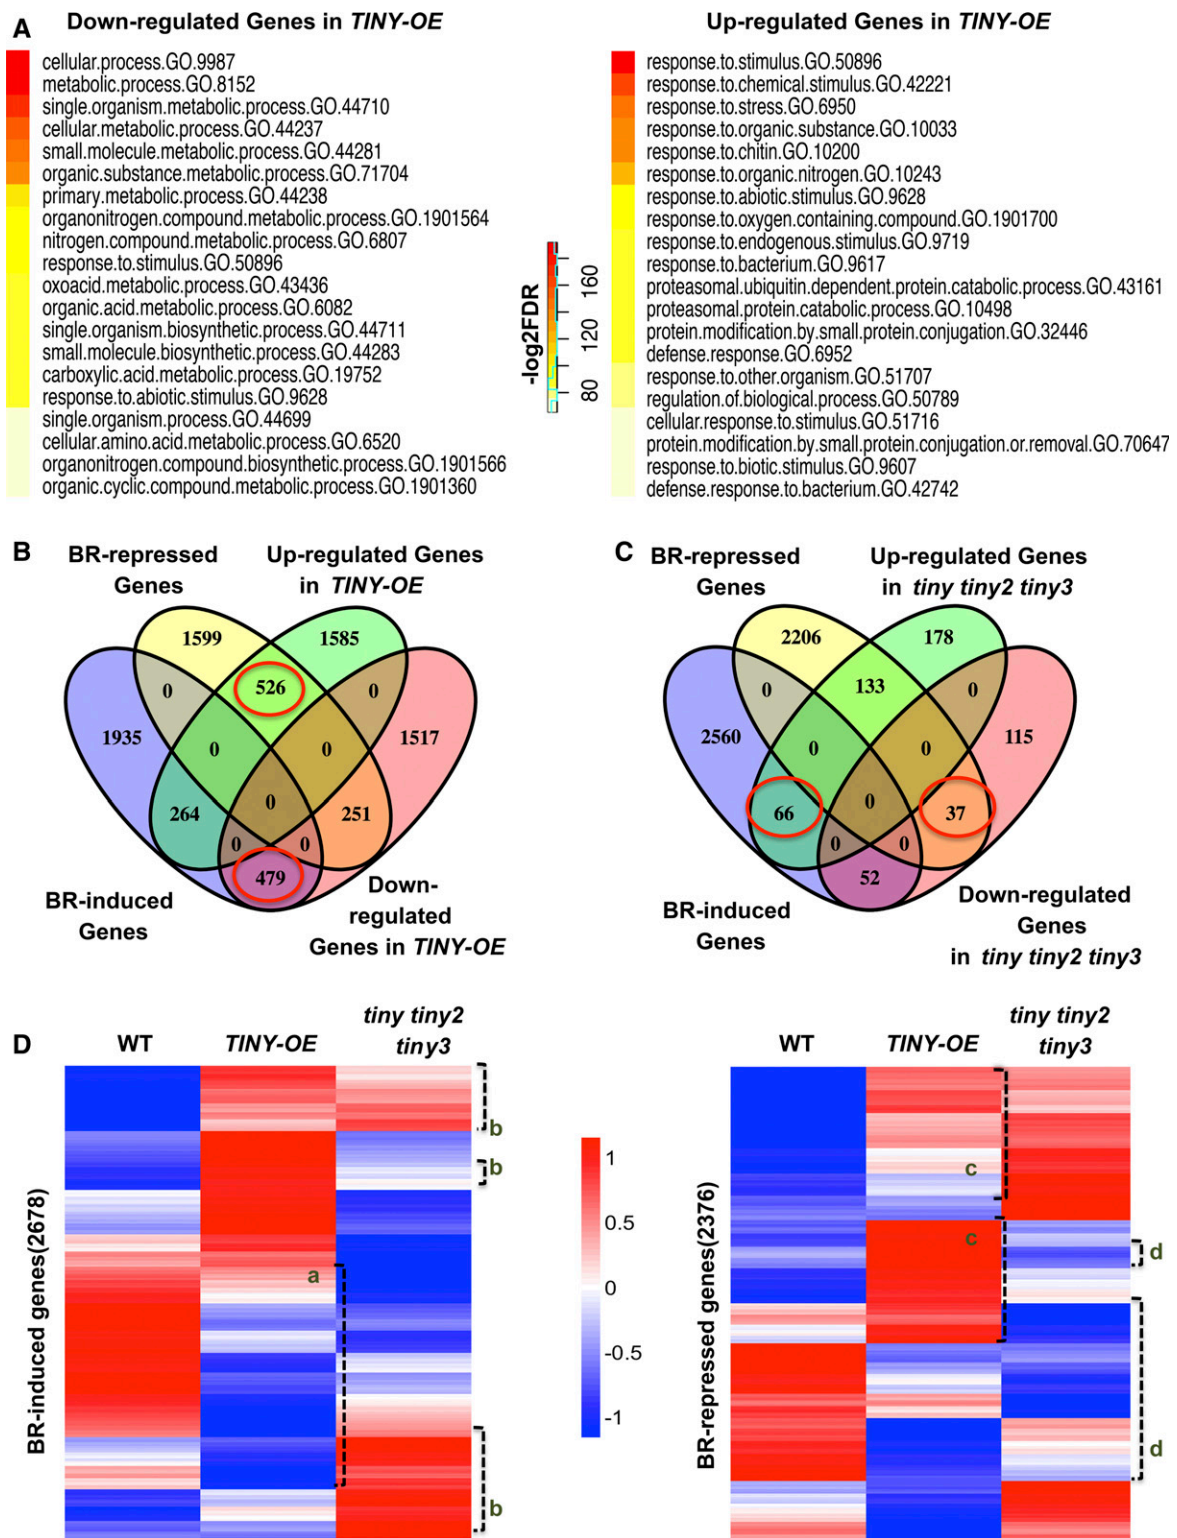 A
Down-regulated Genes in TINY-OE
cellular.process.GO.9987
metabolic.process.GO.8152
single.organism.metabolic.process.GO.44710
cellular.metabolic.process.GO.44237
small.molecule.metabolic.process.GO.44281
organic.substance.metabolic.process.GO.71704
primary.metabolic.process.GO.44238
organonitrogen.compound.metabolic.process.GO.1901564
nitrogen.compound.metabolic.process.GO.6807
response.to.stimulus.GO.50896
oxoacid.metabolic.process.GO.43436
organic.acid.metabolic.process.GO.6082
single.organism.biosynthetic.process.GO.44711
small.molecule.biosynthetic.process.GO.44283
carboxylic.acid.metabolic.process.GO.19752
response.to.abiotic.stimulus.GO.9628
single.organism.process.GO.44699
cellular.amino.acid.metabolic.process.GO.6520
organonitrogen.compound.biosynthetic.process.GO.1901566
organic.cyclic.compound.metabolic.process.GO.1901360
-log2FDR
80 120 160
Up-regulated Genes in TINY-OE
response.to.stimulus.GO.50896
response.to.chemical.stimulus.GO.42221
response.to.stress.GO.6950
response.to.organic.substance.GO.10033
response.to.chitin.GO.10200
response.to.organic.nitrogen.GO.10243
response.to.abiotic.stimulus.GO.9628
response.to.oxygen.containing.compound.GO.1901700
response.to.endogenous.stimulus.GO.9719
response.to.bacterium.GO.9617
proteasomal.ubiquitin.dependent.protein.catabolic.process.GO.43161
proteasomal.protein.catabolic.process.GO.10498
protein.modification.by.small.protein.conjugation.GO.32446
defense.response.GO.6952
response.to.other.organism.GO.51707
regulation.of.biological.process.GO.50789
cellular.response.to.stimulus.GO.51716
protein.modification.by.small.protein.conjugation.or.removal.GO.70647
response.to.biotic.stimulus.GO.9607
defense.response.to.bacterium.GO.42742
B
BR-repressed
Genes
Up-regulated Genes
in TINY-OE
1599
1585
0
526
0
1935
0
0
1517
264
0
251
0
0
479
BR-induced
Genes
Down-
regulated
Genes in TINY-OE
C
BR-repressed
Genes
Up-regulated Genes
in tiny tiny2 tiny3
2206
178
0
133
0
2560
0
0
115
66
0
37
0
0
52
BR-induced
Genes
Down-regulated
Genes
in tiny tiny2 tiny3
D
WT
TINY-OE
tiny tiny2
tiny3
BR-induced genes(2678)
b
b
a
b
1
0.5
0
-0.5
-1
WT
TINY-OE
tiny tiny2
tiny3
BR-repressed genes(2376)
c
c
d
d